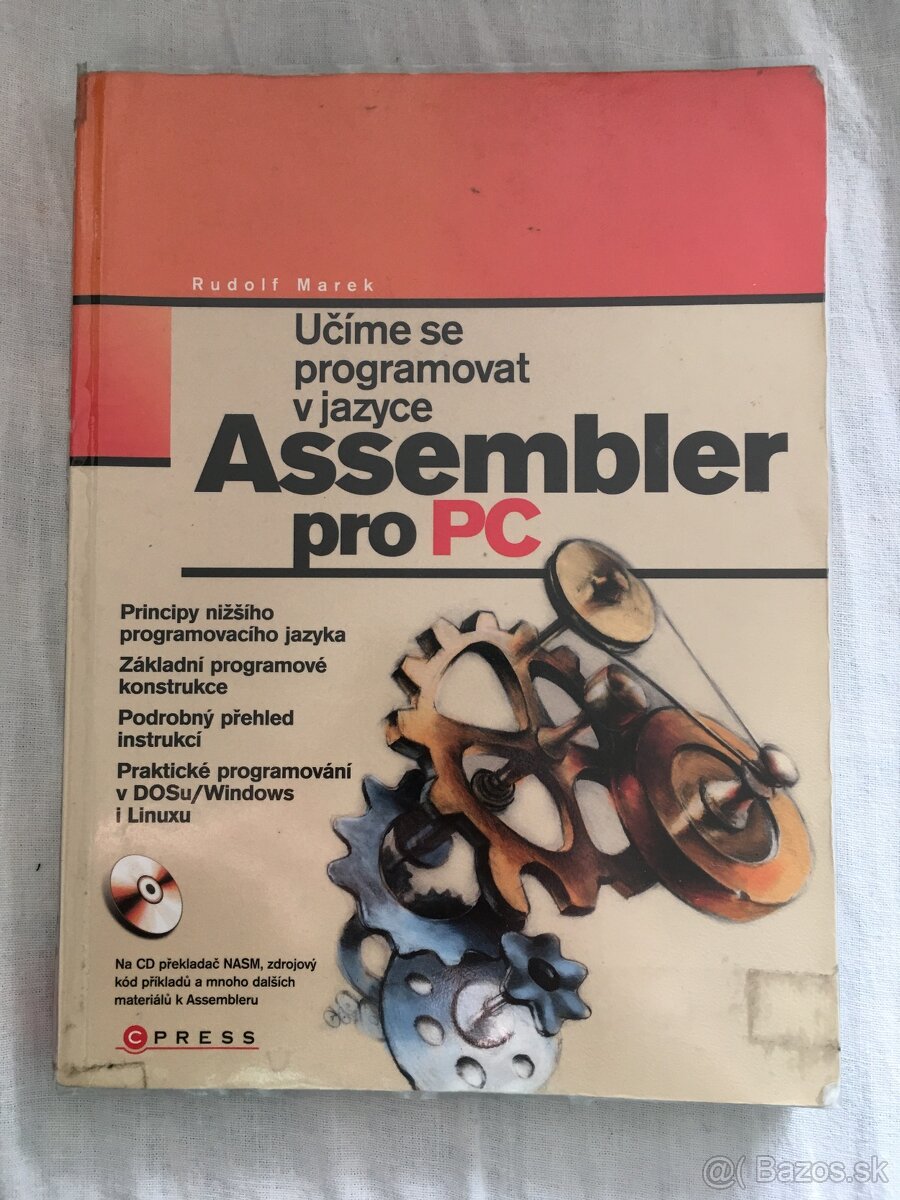 Rudolf Marek
Učíme se
programovat
v jazyce
Assembler
pro PC
Principy nižšího
programovacího jazyka
Základní programové
konstrukce
Podrobný přehled
instrukcí
Praktické programování
v DOSu/Windows
i Linuxu
Na CD překladač NASM, zdrojový
kód příkladů a mnoho dalších
materiálů k Assembleru
C PRESS
@( Bazos.sk